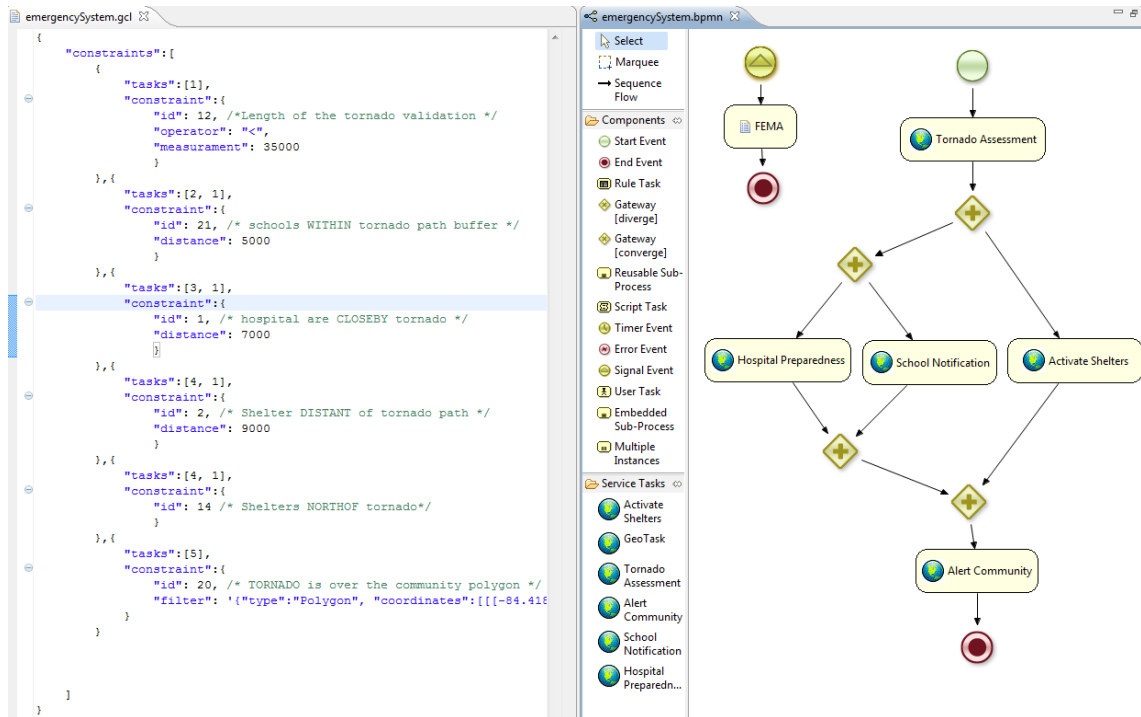 emergencySystem.gcl
{
"constraints":[
{
"tasks":[1],
"constraint":{
"id": 12, /*Length of the tornado validation */
"operator": "<",
"measurament": 35000
}
},{
"tasks":[2, 1],
"constraint":{
"id": 21, /* schools WITHIN tornado path buffer */
"distance": 5000
}
},{
"tasks":[3, 1],
"constraint":{
"id": 1, /* hospital are CLOSEBY tornado */
"distance": 7000
}
},{
"tasks":[4, 1],
"constraint":{
"id": 2, /* Shelter DISTANT of tornado path */
"distance": 9000
}
},{
"tasks":[4, 1],
"constraint":{
"id": 14 /* Shelters NORTHOF tornado*/
}
},{
"tasks":[5],
"constraint":{
"id": 20, /* TORNADO is over the community polygon */
"filter": '{"type":"Polygon", "coordinates":[[[-84.418
}
}
]
}
emergencySystem.bpmn
Select
Marquee
Sequence
Flow
Components
Start Event
End Event
Rule Task
Gateway
[diverge]
Gateway
[converge]
Reusable Sub-
Process
Script Task
Timer Event
Error Event
Signal Event
User Task
Embedded
Sub-Process
Multiple
Instances
Service Tasks
Activate
Shelters
GeoTask
Tornado
Assessment
Alert
Community
School
Notification
Hospital
Preparedn...
FEMA
Tornado Assessment
Hospital Preparedness
School Notification
Activate Shelters
Alert Community